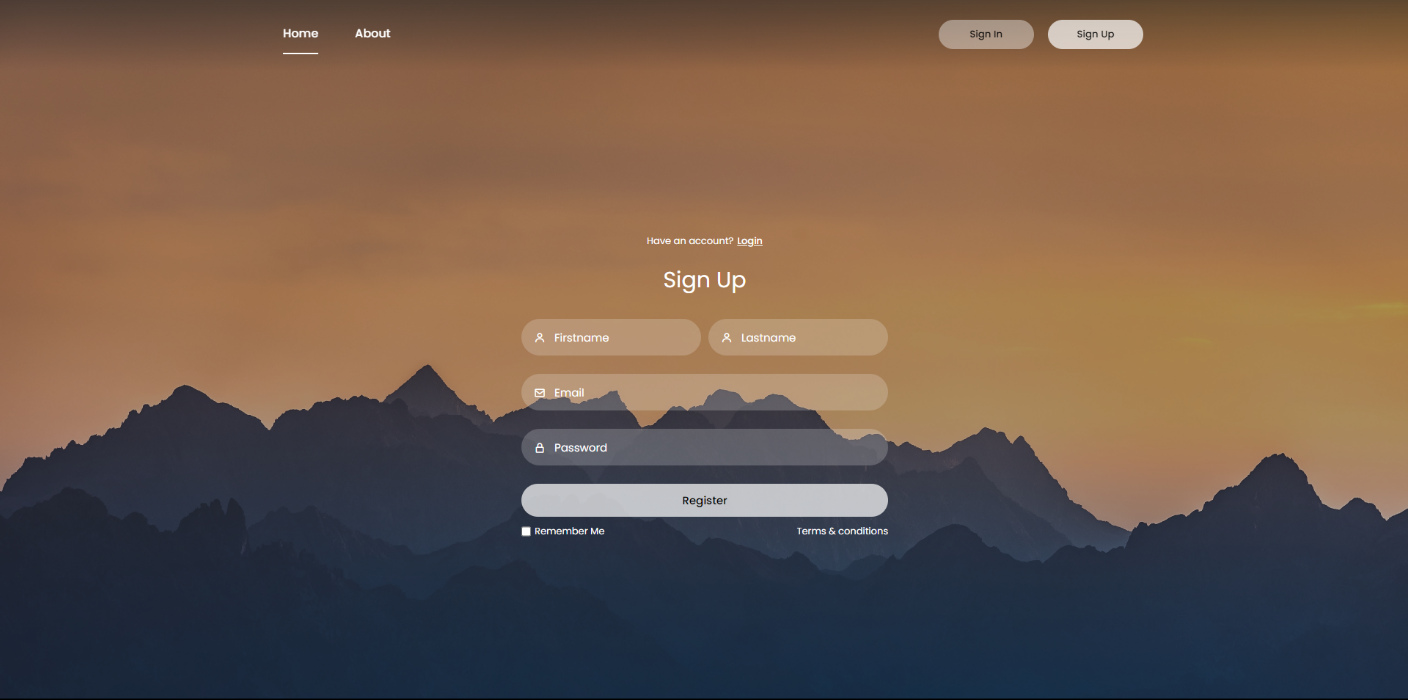 Home About Sign In Sign Up
Have an account? Login
Sign Up
Firstname Lastname
Email
Password
Register
Remember Me Terms & conditions